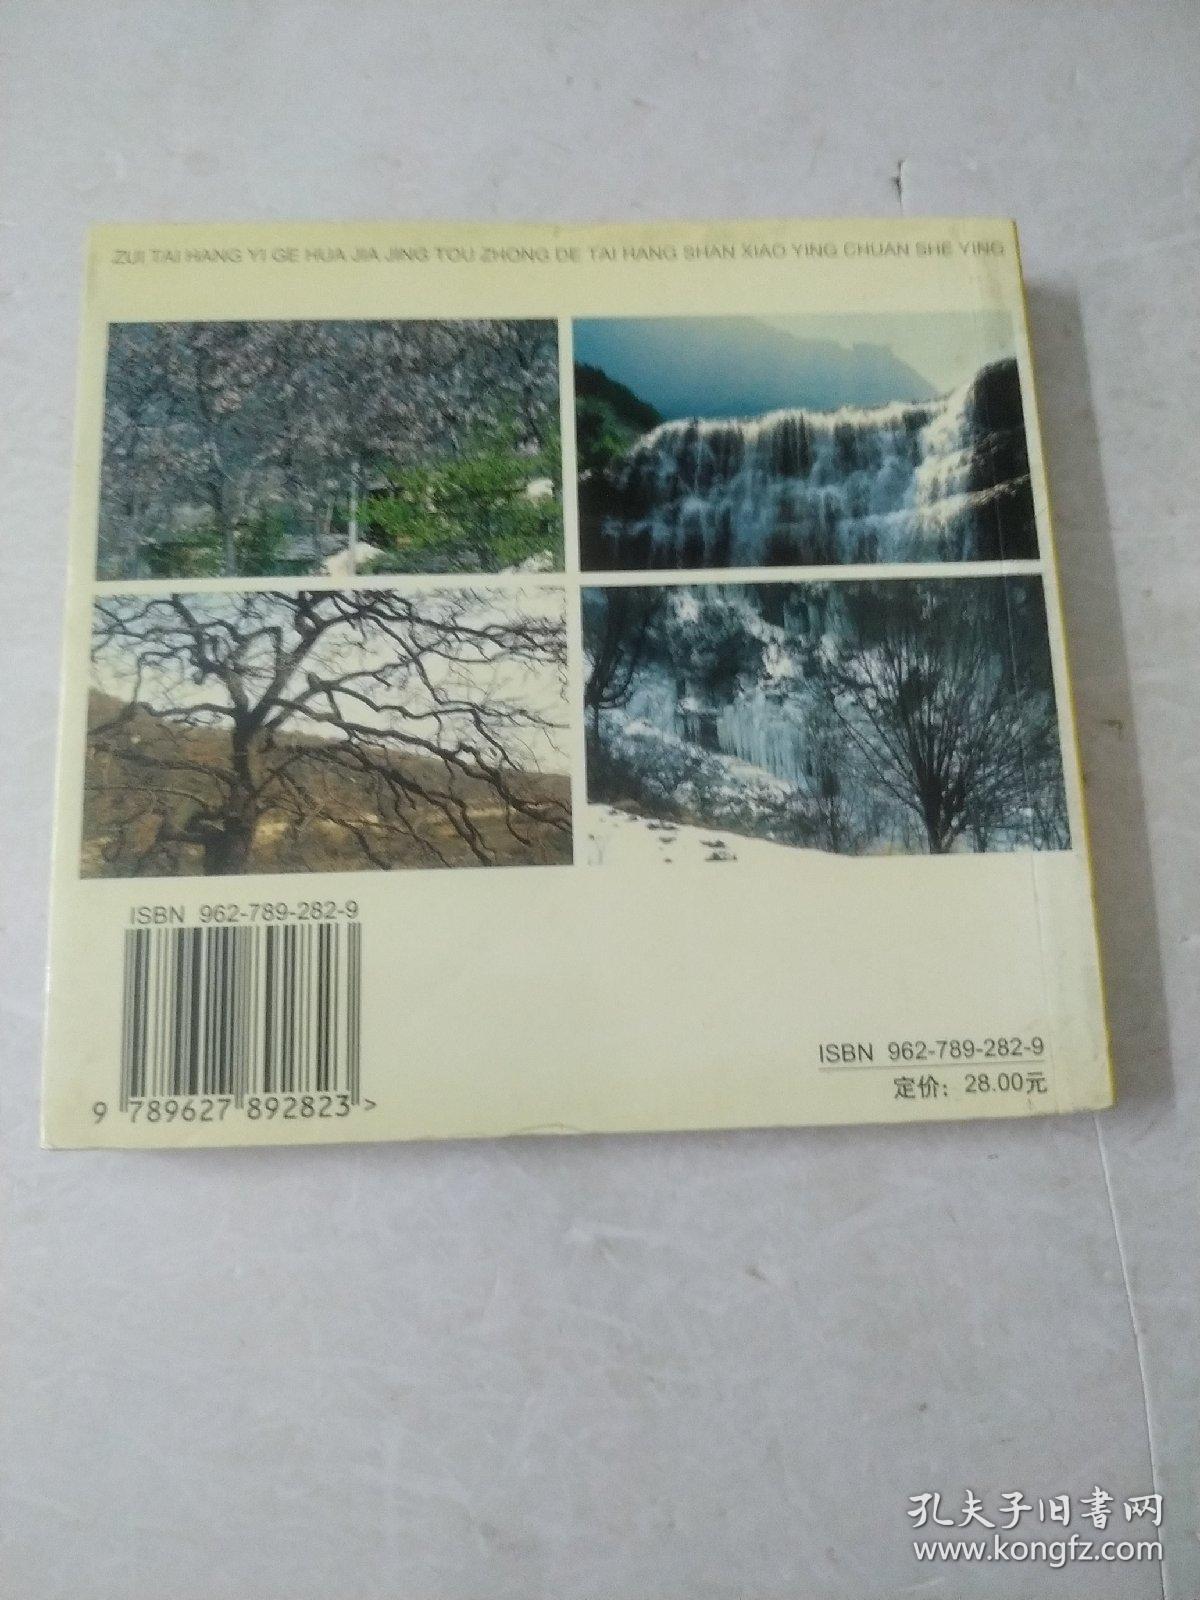 ZUI TAI HANG YI GE HUA JIA JING TOU ZHONG DE TAI HANG SHAN XIAO YING CHUAN SHE YING
ISBN 962-789-282-9
9 789627 892823 >
ISBN 962-789-282-9
定价: 28.00元
孔夫子旧书网
www.kongfz.com